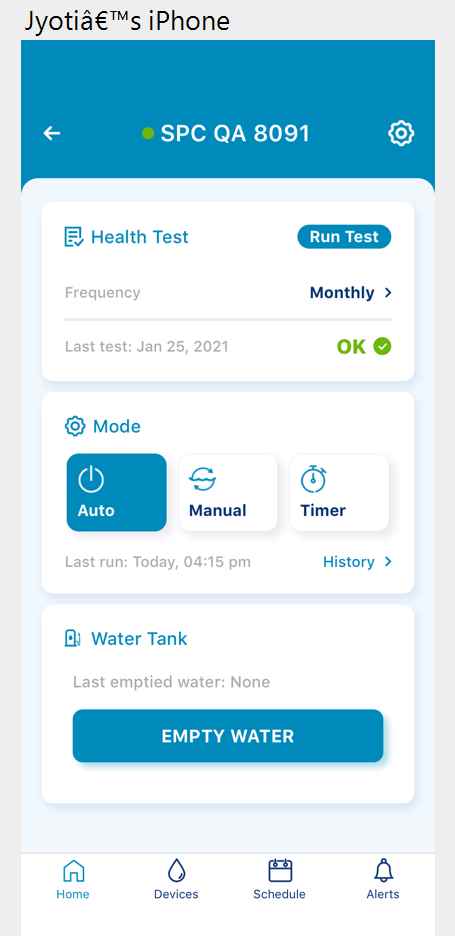 Jyotiâ€™s iPhone
SPC QA 8091
Health Test
Run Test
Frequency
Monthly
Last test: Jan 25, 2021
OK
Mode
Auto
Manual
Timer
Last run: Today, 04:15 pm
History
Water Tank
Last emptied water: None
EMPTY WATER
Home
Devices
Schedule
Alerts